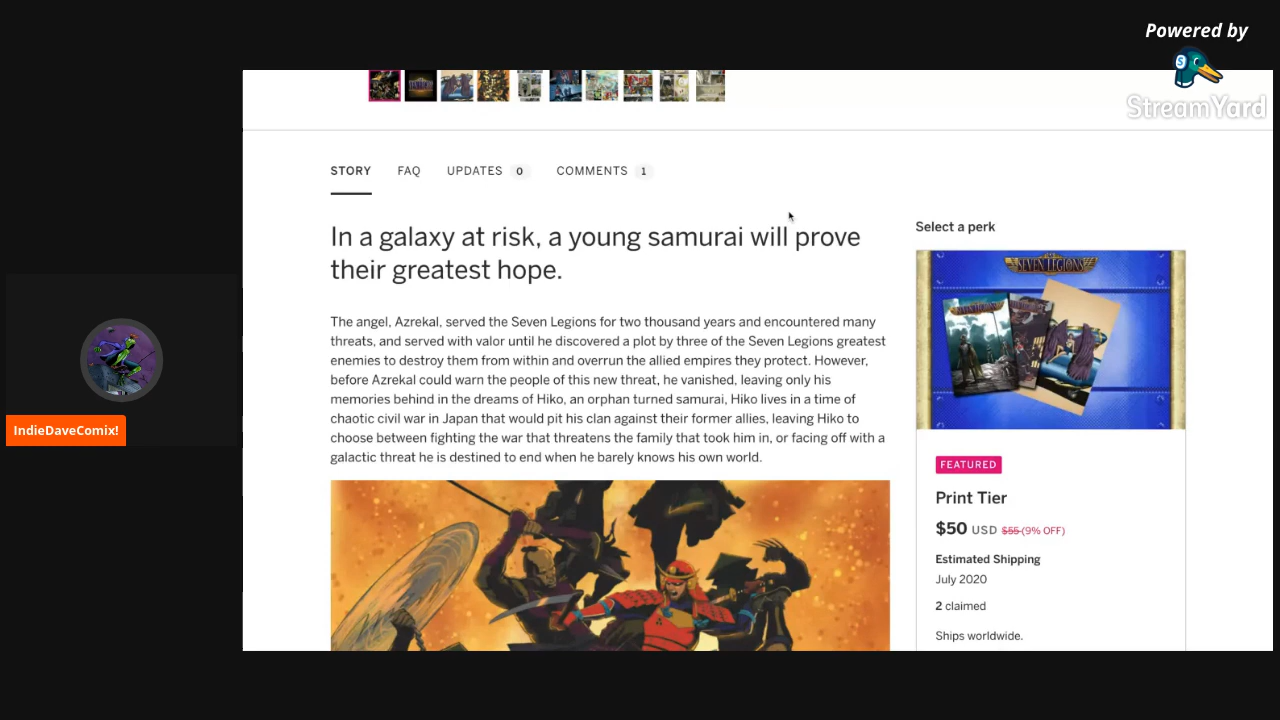 Powered by
StreamYard
STORY FAQ UPDATES 0 COMMENTS 1
In a galaxy at risk, a young samurai will prove
their greatest hope.
The angel, Azrekal, served the Seven Legions for two thousand years and encountered many
threats, and served with valor until he discovered a plot by three of the Seven Legions greatest
enemies to destroy them from within and overrun the allied empires they protect. However,
before Azrekal could warn the people of this new threat, he vanished, leaving only his
memories behind in the dreams of Hiko, an orphan turned samurai, Hiko lives in a time of
chaotic civil war in Japan that would pit his clan against their former allies, leaving Hiko to
choose between fighting the war that threatens the family that took him in, or facing off with a
galactic threat he is destined to end when he barely knows his own world.
Select a perk
SEVEN LEGIONS
FEATURED
Print Tier
$50 USD $55 (9% OFF)
Estimated Shipping
July 2020
2 claimed
Ships worldwide.
IndieDaveComix!